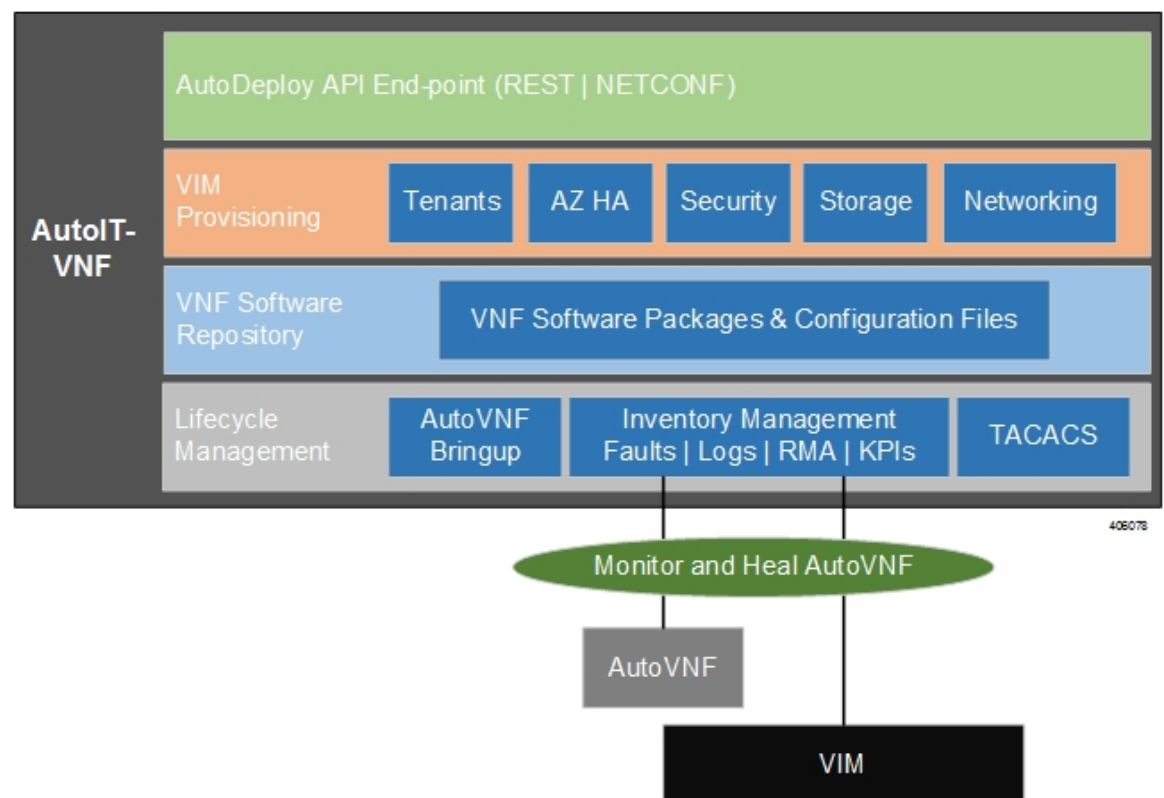 AutoDeploy API End-point (REST | NETCONF)
AutoIT-
VNF
VIM
Provisioning
Tenants
AZ HA
Security
Storage
Networking
VNF Software
Repository
VNF Software Packages & Configuration Files
Lifecycle
Management
AutoVNF
Bringup
Inventory Management
Faults | Logs | RMA | KPIs
TACACS
406078
Monitor and Heal AutoVNF
AutoVNF
VIM